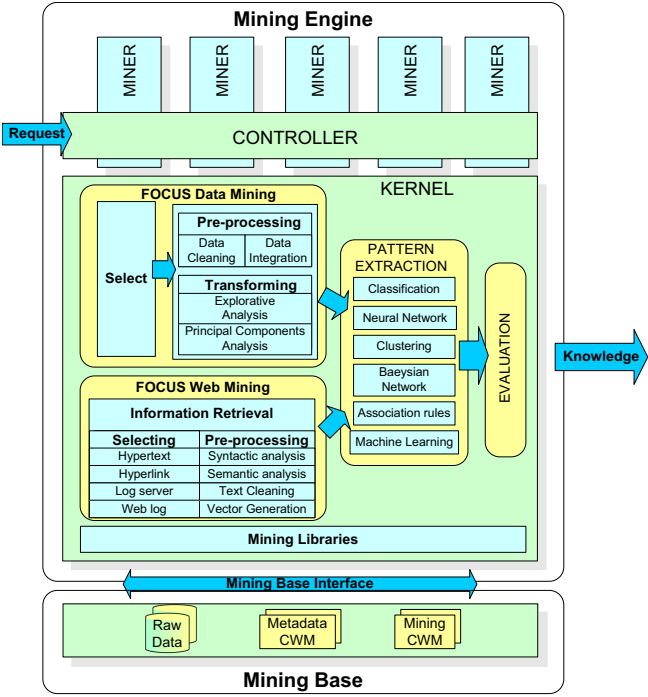 Mining Engine
MINER
MINER
MINER
MINER
MINER
Request
CONTROLLER
KERNEL
FOCUS Data Mining
Select
Pre-processing
Data
Cleaning
Data
Integration
Transforming
Explorative
Analysis
Principal Components
Analysis
PATTERN
EXTRACTION
Classification
Neural Network
Clustering
Baeysian
Network
Association rules
Machine Learning
EVALUATION
Knowledge
FOCUS Web Mining
Information Retrieval
Selecting Pre-processing
Hypertext Syntactic analysis
Hyperlink Semantic analysis
Log server Text Cleaning
Web log Vector Generation
Mining Libraries
Mining Base Interface
Raw
Data
Metadata
CWM
Mining
CWM
Mining Base